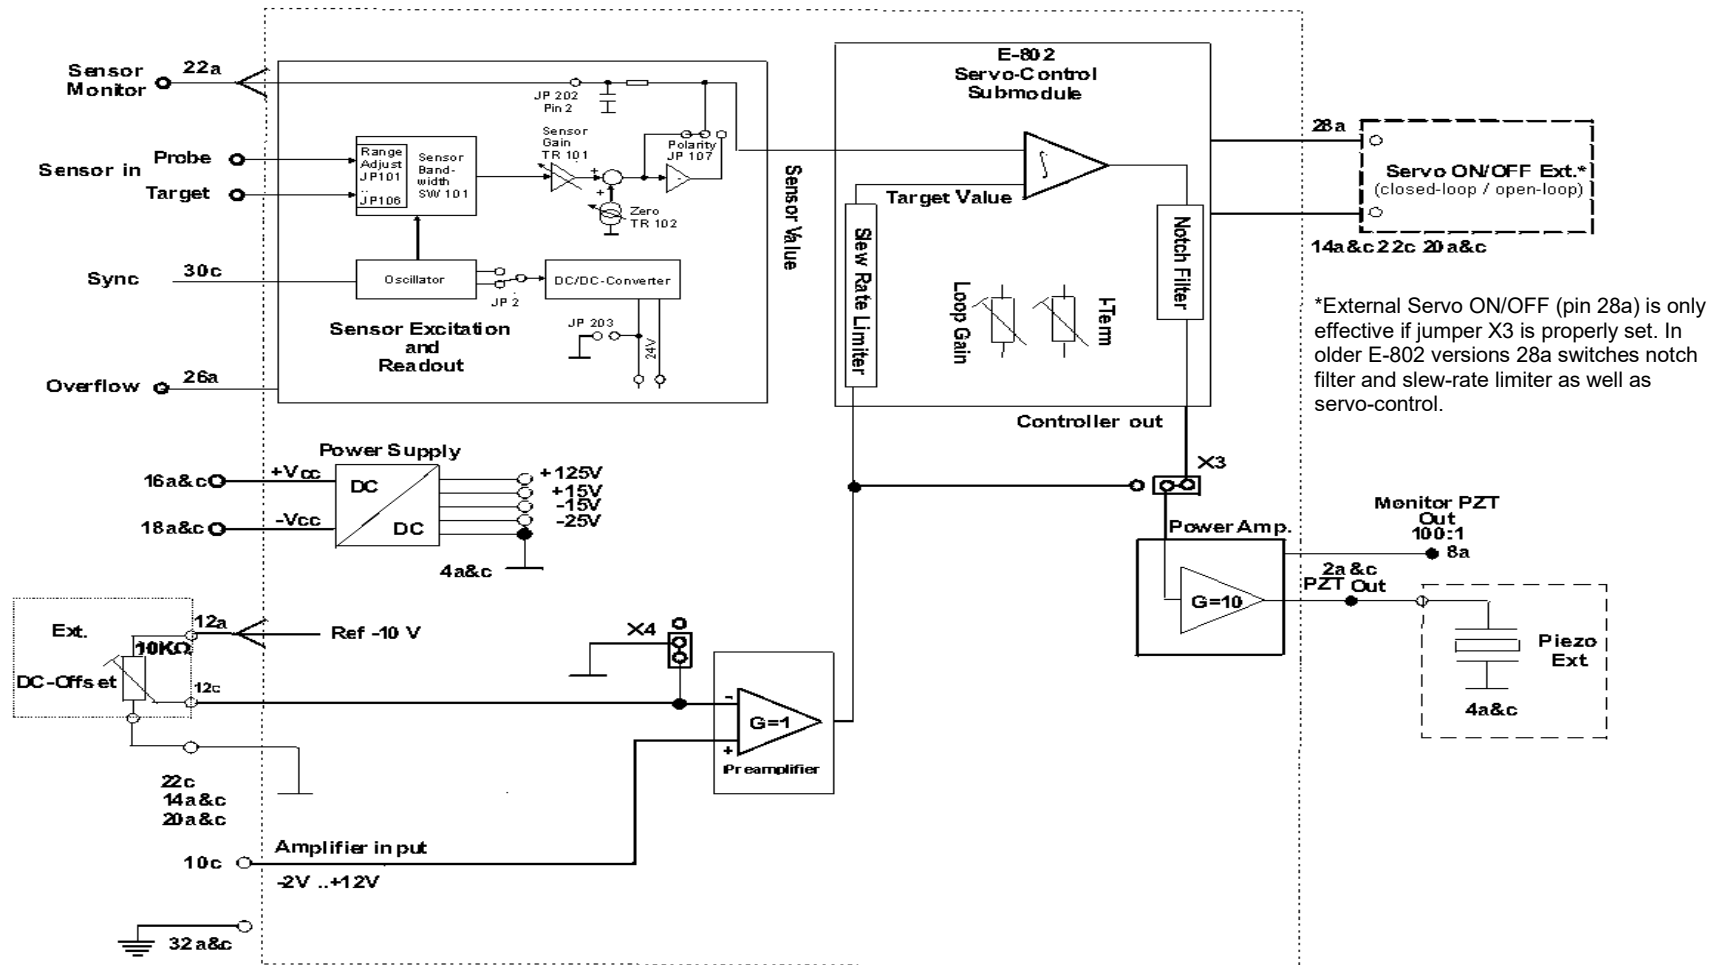 Sensor
Monitor
22a
Sensor in
Probe
Target
Sync
30c
Overflow
26a
JP 202
Pin 2
Range
Adjust
JP101
..
JP106
Sensor
Band-
width
SW 101
Sensor
Gain
TR 101
+
+
Zero
TR 102
Polarity
JP 107
-
Oscillator
JP 2
DC/DC-Converter
JP 203
24V
Sensor Excitation
and
Readout
Sensor Value
E-802
Servo-Control
Submodule
Target Value
Slew Rate Limiter
Loop Gain
I-Term
Notch Filter
Controller out
28a
Servo ON/OFF Ext.*
(closed-loop / open-loop)
14a&c 22c 20a&c
*External Servo ON/OFF (pin 28a) is only
effective if jumper X3 is properly set. In
older E-802 versions 28a switches notch
filter and slew-rate limiter as well as
servo-control.
Power Supply
16a&c
+Vcc
18a&c
-Vcc
DC
DC
+125V
+15V
-15V
-25V
4a&c
X3
Power Amp.
G=10
Monitor PZT
Out
100:1
8a
2a&c
PZT Out
Piezo
Ext.
4a&c
Ext.
DC-Offset
10KΩ
12a
Ref -10 V
12c
X4
-
G=1
+
Preamplifier
22c
14a&c
20a&c
10c
Amplifier input
-2V ..+12V
32a&c